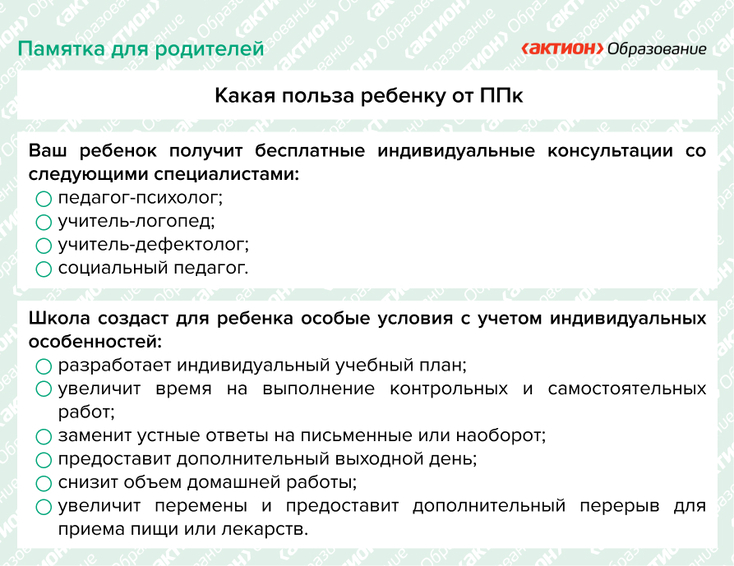 Памятка для родителей
‹актион› Образование
Какая польза ребенку от ППк
Ваш ребенок получит бесплатные индивидуальные консультации со
следующими специалистами:
педагог-психолог;
учитель-логопед;
учитель-дефектолог;
социальный педагог.
Школа создаст для ребенка особые условия с учетом индивидуальных
особенностей:
разработает индивидуальный учебный план;
увеличит время на выполнение контрольных и самостоятельных
работ;
заменит устные ответы на письменные или наоборот;
предоставит дополнительный выходной день;
снизит объем домашней работы;
увеличит перемены и предоставит дополнительный перерыв для
приема пищи или лекарств.